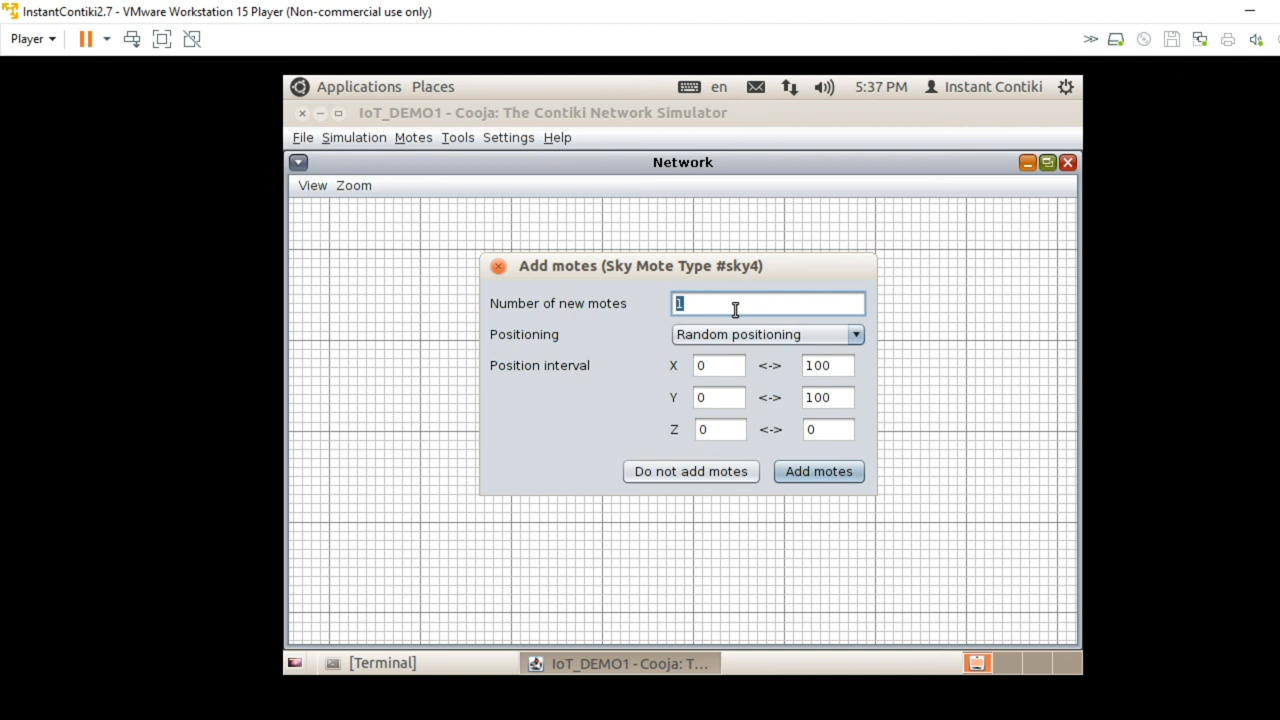 InstantContiki2.7 - VMware Workstation 15 Player (Non-commercial use only)
Player
Applications Places en 5:37 PM Instant Contiki
IoT_DEMO1 - Cooja: The Contiki Network Simulator
File Simulation Motes Tools Settings Help
Network
View Zoom
Add motes (Sky Mote Type #sky4)
Number of new motes 1
Positioning Random positioning
Position interval X 0 <-> 100
Y 0 <-> 100
Z 0 <-> 0
Do not add motes Add motes
[Terminal] IoT_DEMO1 - Cooja: T...